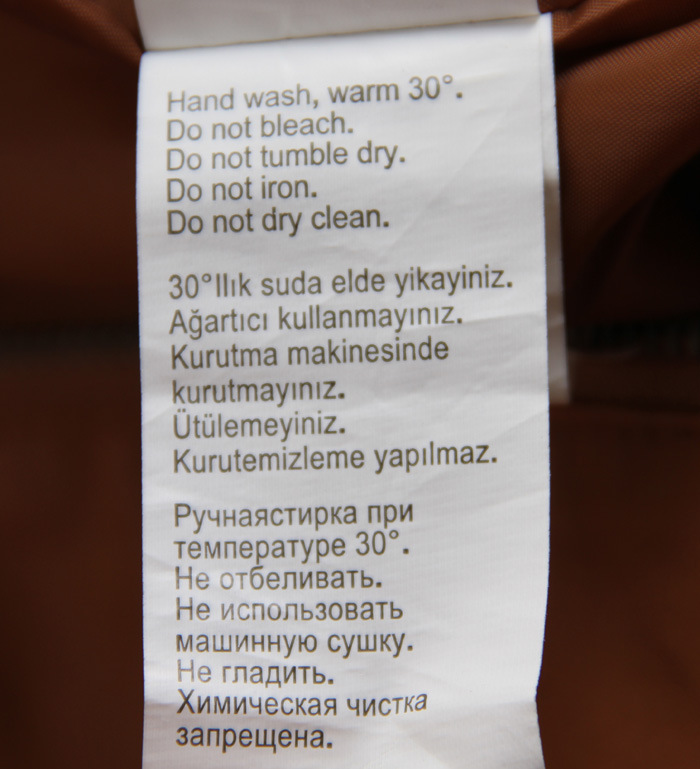 Hand wash, warm 30°.
Do not bleach.
Do not tumble dry.
Do not iron.
Do not dry clean.
30°llık suda elde yikayiniz.
Ağartıcı kullanmayınız.
Kurutma makinesinde
kurutmayınız.
Ütülemeyiniz.
Kurutemizleme yapılmaz.
Ручнаястирка при
температуре 30°.
Не отбеливать.
Не использовать
машинную сушку.
Не гладить.
Химическая чистка
запрещена.